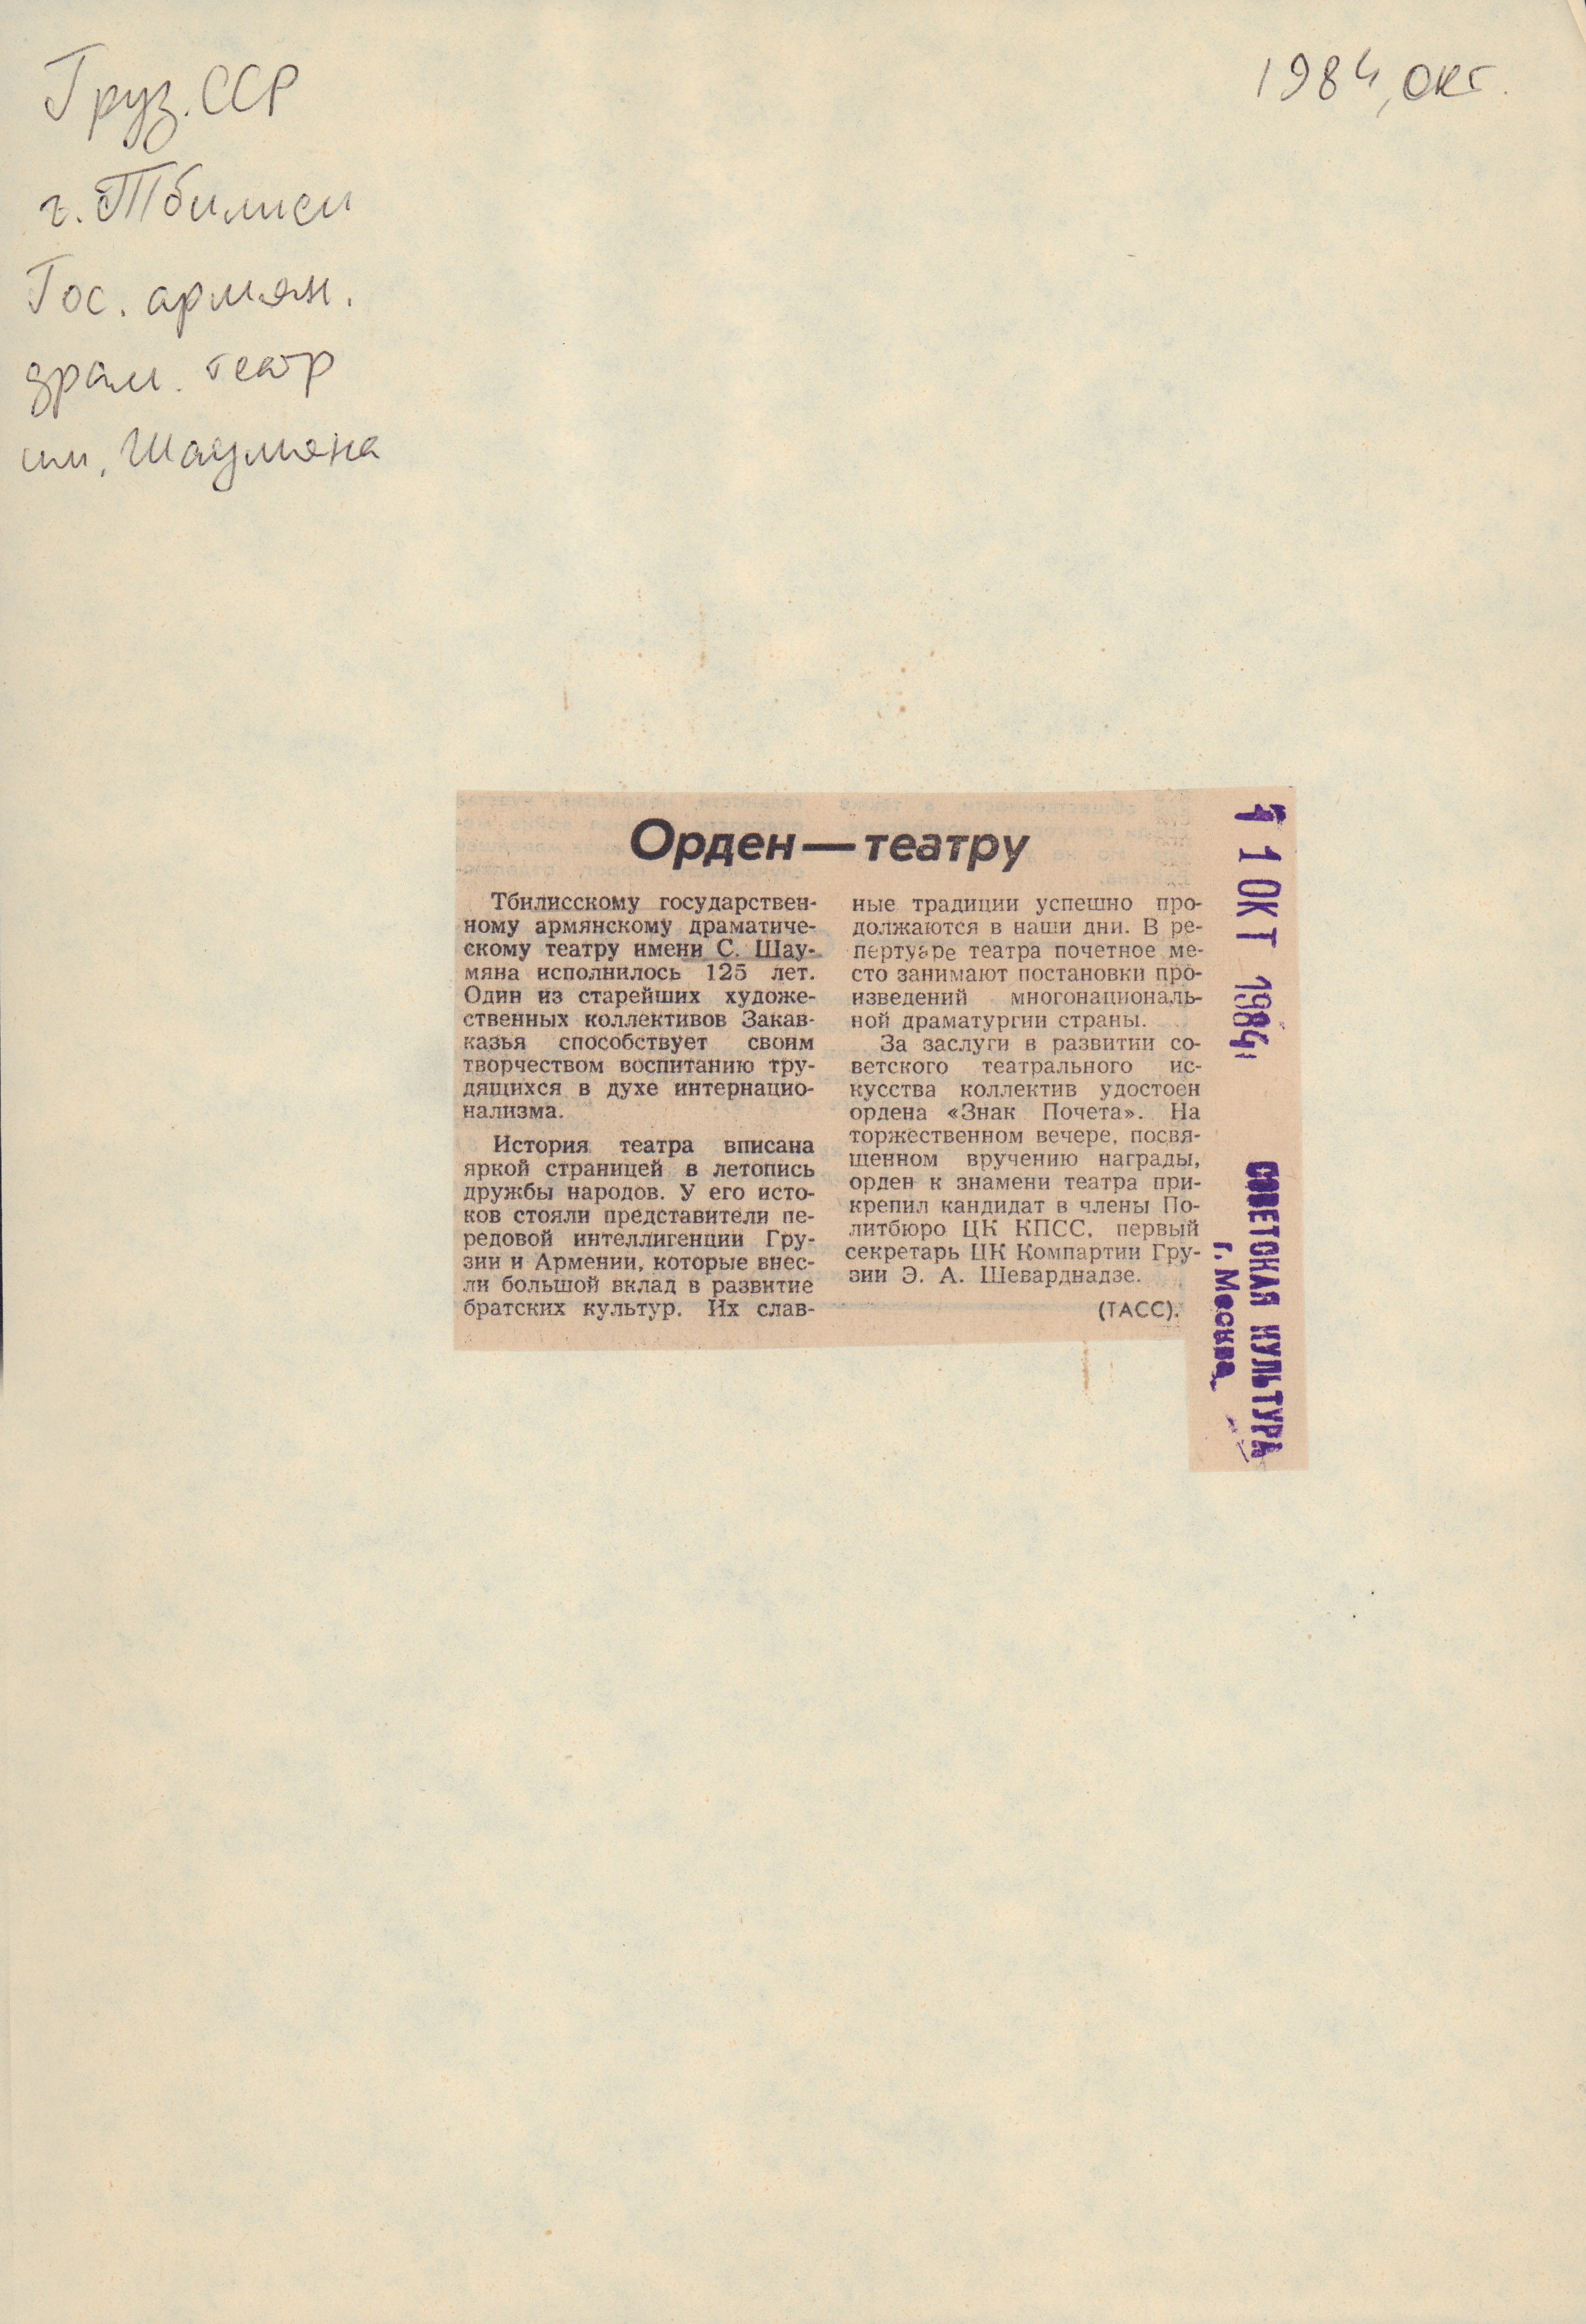 Груз. ССР
г. Тбилиси
Гос. армян.
драм. театр
им. Шаумяна
1984, окт.
Орден — театру
Тбилисскому государствен-
ному армянскому драматиче-
скому театру имени С. Шау-
мяна исполнилось 125 лет.
Один из старейших художе-
ственных коллективов Закав-
казья способствует своим
творчеством воспитанию тру-
дящихся в духе интернацио-
нализма.
История театра вписана
яркой страницей в летопись
дружбы народов. У его исто-
ков стояли представители пе-
редовой интеллигенции Гру-
зии и Армении, которые внес-
ли большой вклад в развитие
братских культур. Их слав-
ные традиции успешно про-
должаются в наши дни. В ре-
пертуаре театра почетное ме-
сто занимают постановки про-
изведений многонациональ-
ной драматургии страны.
За заслуги в развитии со-
ветского театрального ис-
кусства коллектив удостоен
ордена «Знак Почета». На
торжественном вечере, посвя-
щенном вручению награды,
орден к знамени театра при-
крепил кандидат в члены По-
литбюро ЦК КПСС, первый
секретарь ЦК Компартии Гру-
зии Э. А. Шеварднадзе.
(ТАСС).
11 ОКТ 1984
СОВЕТСКАЯ КУЛЬТУРА
г. Москва